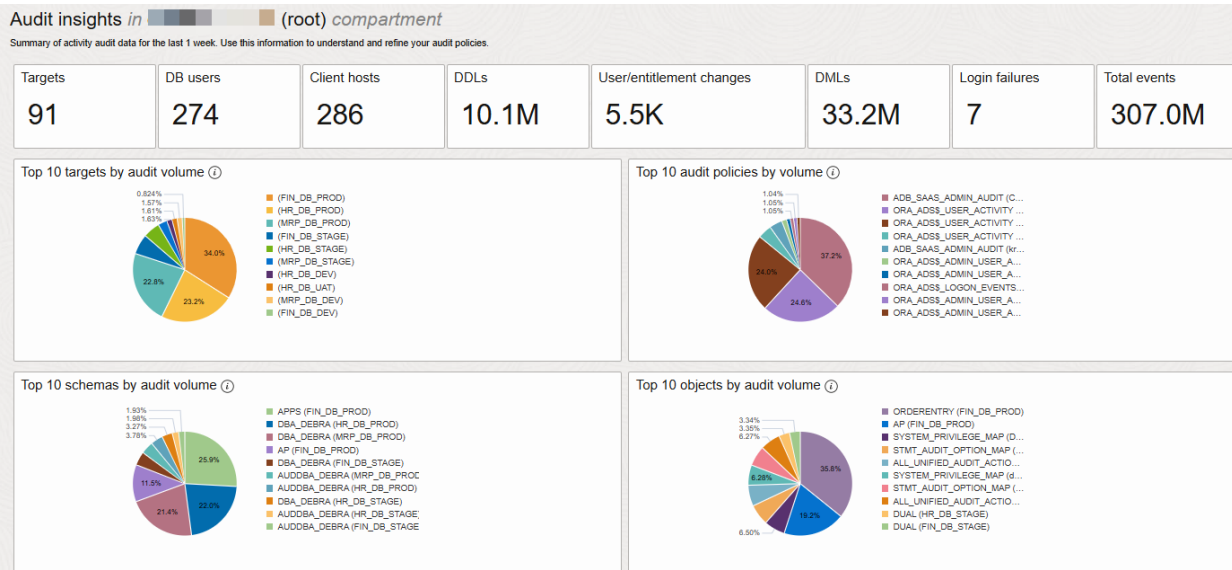 Audit insights in (root) compartment
Summary of activity audit data for the last 1 week. Use this information to understand and refine your audit policies.
Targets
91
DB users
274
Client hosts
286
DDLs
10.1M
User/entitlement changes
5.5K
DMLs
33.2M
Login failures
7
Total events
307.0M
Top 10 targets by audit volume
0.824%
1.57%
1.61%
1.63%
34.0%
22.8%
23.2%
(FIN_DB_PROD)
(HR_DB_PROD)
(MRP_DB_PROD)
(FIN_DB_STAGE)
(HR_DB_STAGE)
(MRP_DB_STAGE)
(HR_DB_DEV)
(HR_DB_UAT)
(MRP_DB_DEV)
(FIN_DB_DEV)
Top 10 audit policies by volume
1.04%
1.05%
1.05%
37.2%
24.0%
24.6%
ADB_SAAS_ADMIN_AUDIT (C...
ORA_ADS$_USER_ACTIVITY ...
ORA_ADS$_USER_ACTIVITY ...
ORA_ADS$_USER_ACTIVITY ...
ADB_SAAS_ADMIN_AUDIT (kr...
ORA_ADS$_ADMIN_USER_A...
ORA_ADS$_ADMIN_USER_A...
ORA_ADS$_LOGON_EVENTS...
ORA_ADS$_ADMIN_USER_A...
ORA_ADS$_ADMIN_USER_A...
Top 10 schemas by audit volume
1.93%
1.98%
3.27%
3.78%
25.9%
11.5%
22.0%
21.4%
APPS (FIN_DB_PROD)
DBA_DEBRA (HR_DB_PROD)
DBA_DEBRA (MRP_DB_PROD)
AP (FIN_DB_PROD)
DBA_DEBRA (FIN_DB_STAGE)
AUDDBA_DEBRA (MRP_DB_PROD
AUDDBA_DEBRA (HR_DB_PROD)
DBA_DEBRA (HR_DB_STAGE)
AUDDBA_DEBRA (HR_DB_STAGE
AUDDBA_DEBRA (FIN_DB_STAGE
Top 10 objects by audit volume
3.34%
3.35%
6.27%
6.28%
19.2%
6.50%
ORDERENTRY (FIN_DB_PROD)
AP (FIN_DB_PROD)
SYSTEM_PRIVILEGE_MAP (D...
STMT_AUDIT_OPTION_MAP (...
ALL_UNIFIED_AUDIT_ACTIO...
SYSTEM_PRIVILEGE_MAP (d...
STMT_AUDIT_OPTION_MAP (...
ALL_UNIFIED_AUDIT_ACTIO...
DUAL (HR_DB_STAGE)
DUAL (FIN_DB_STAGE)